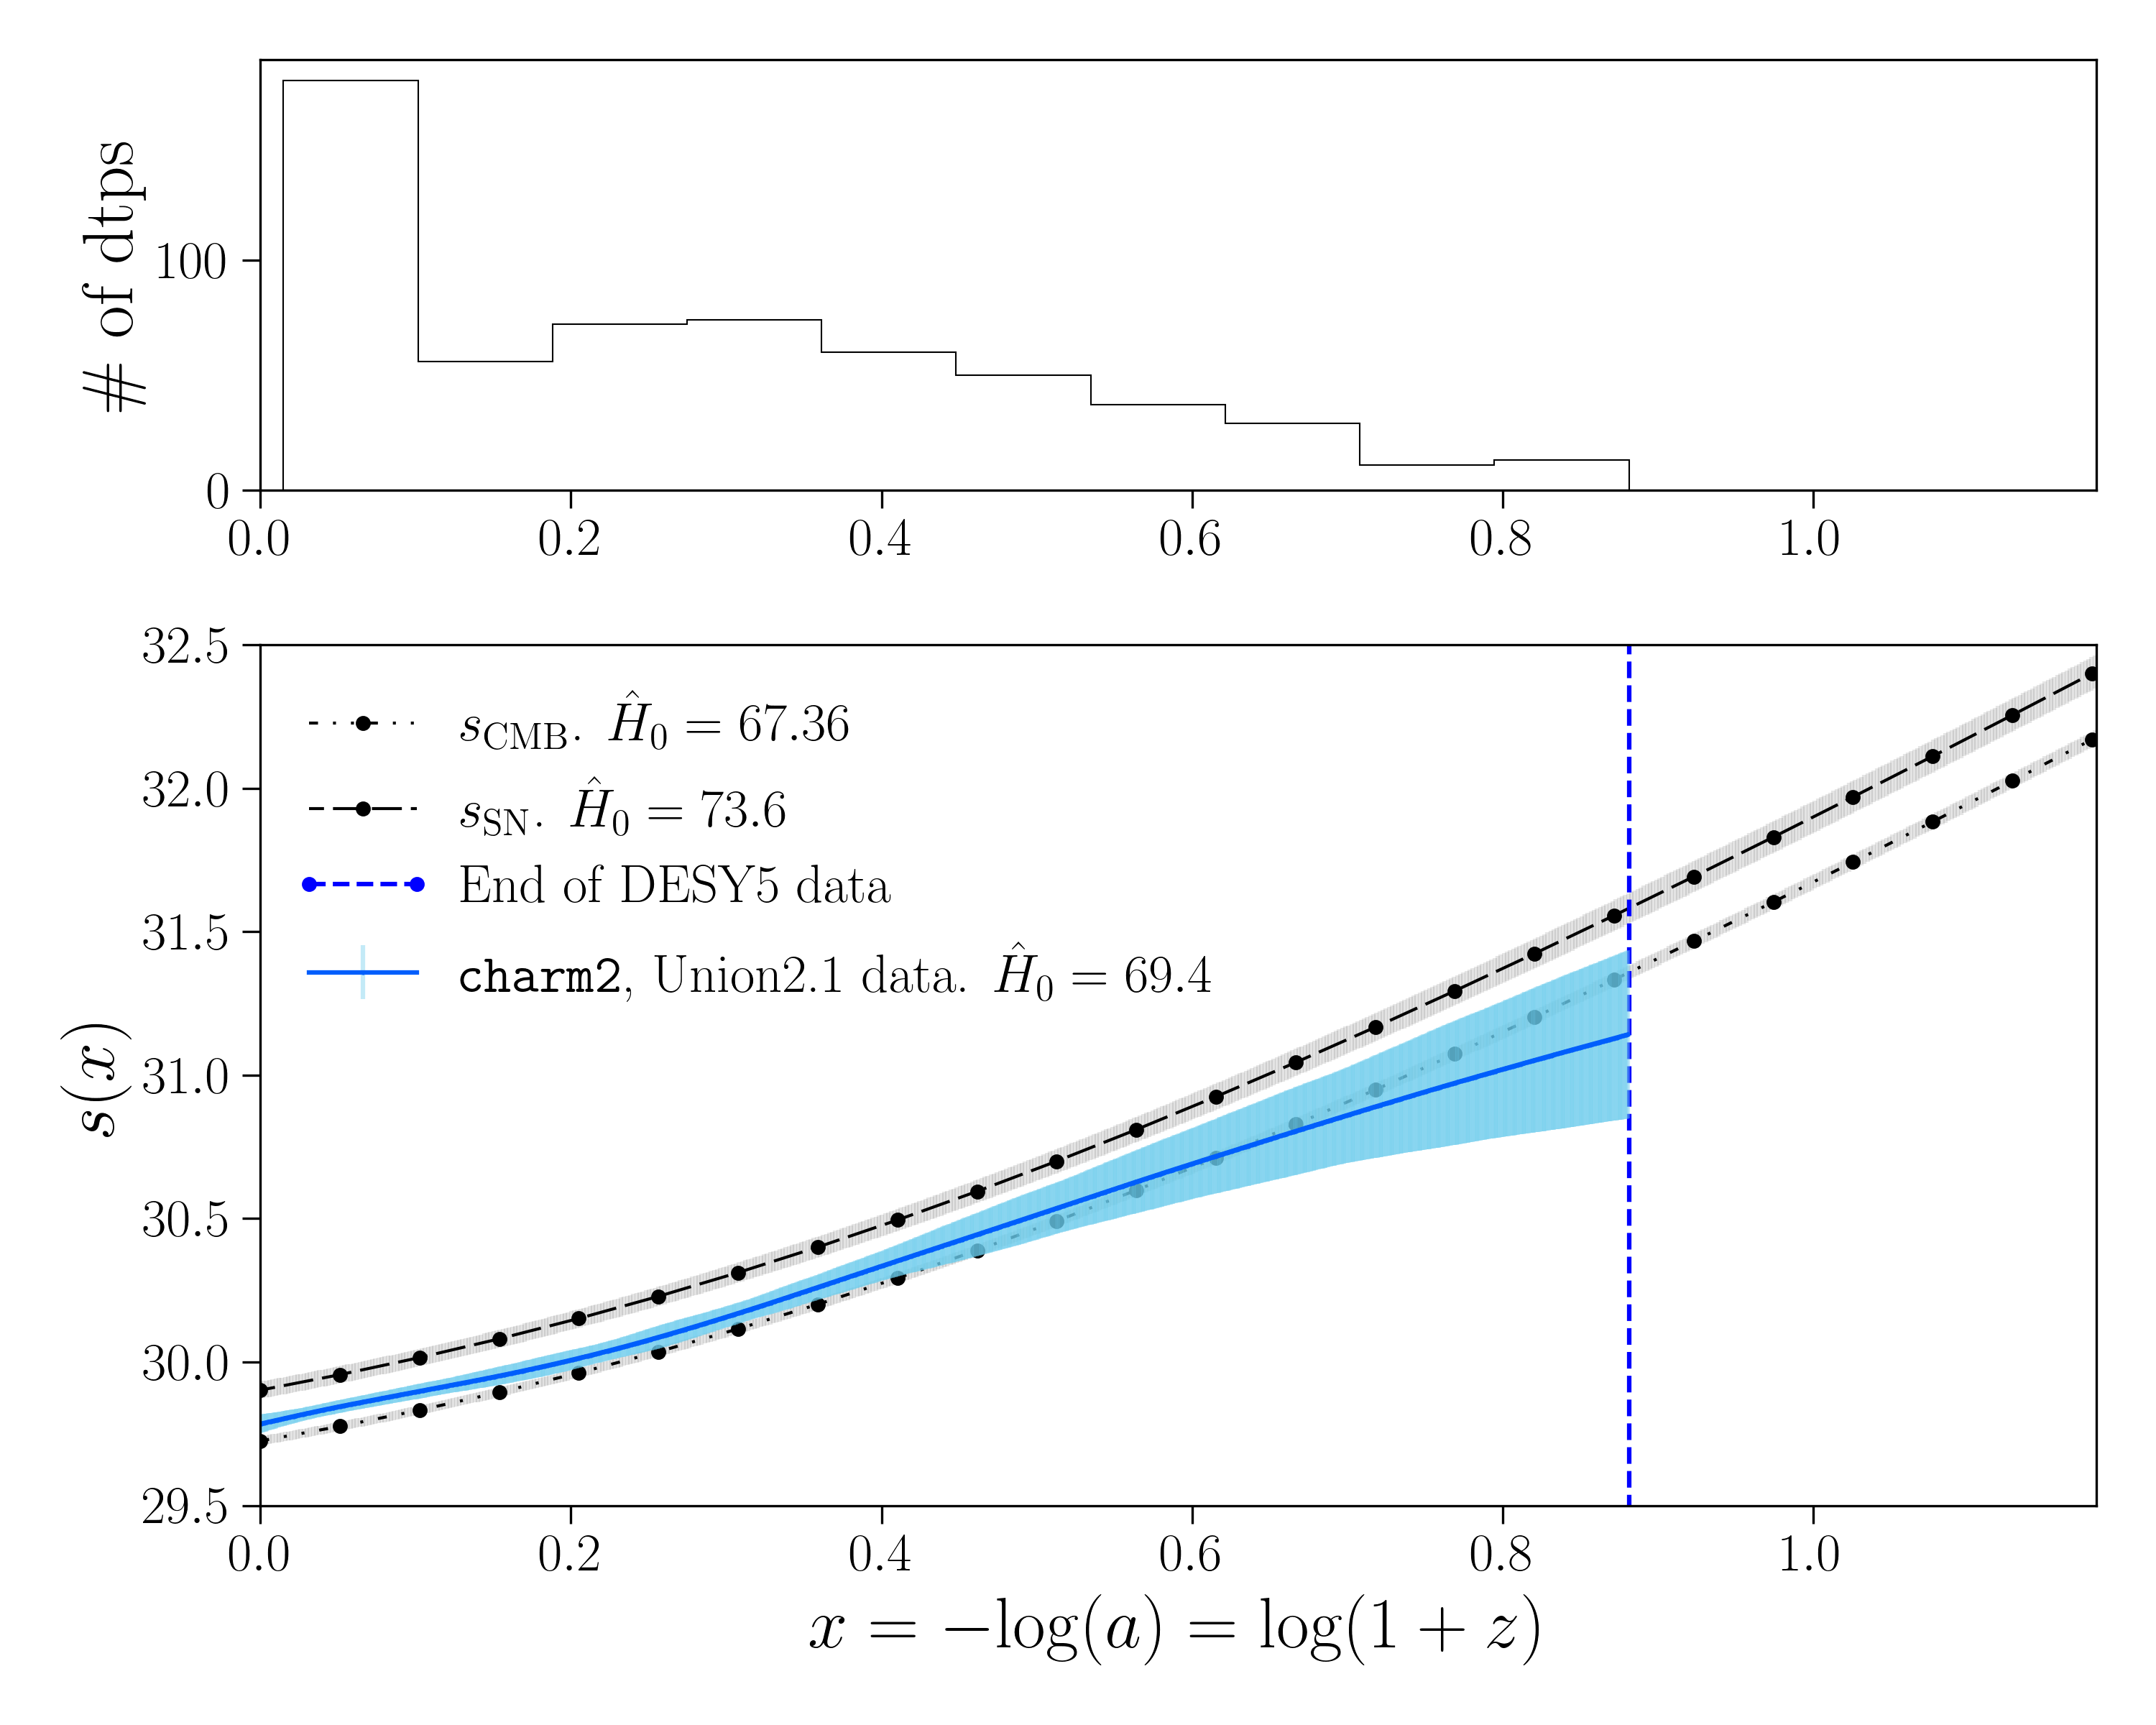 # of dtps
100
0
0.0 0.2 0.4 0.6 0.8 1.0
32.5
32.0
31.5
31.0
30.5
30.0
29.5
s(x)
s_CMB. Ĥ_0 = 67.36
s_SN. Ĥ_0 = 73.6
End of DESY5 data
charm2, Union2.1 data. Ĥ_0 = 69.4
0.0 0.2 0.4 0.6 0.8 1.0
x = −log(a) = log(1 + z)